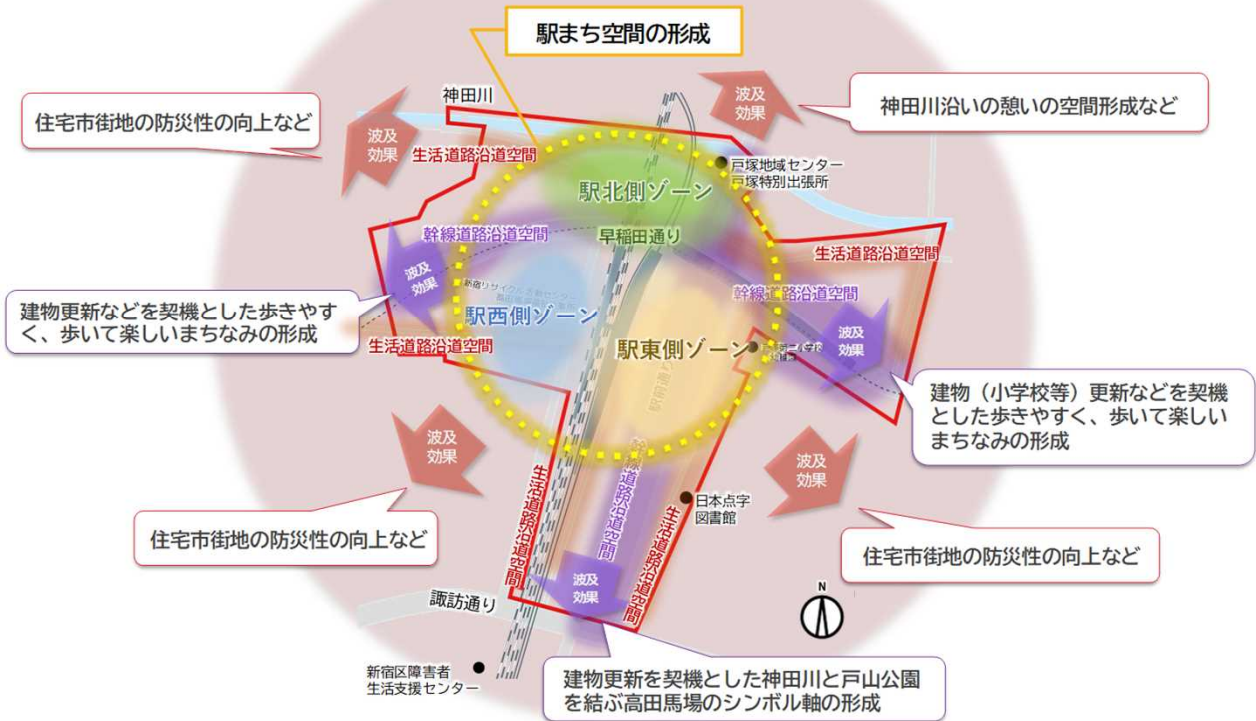 駅まち空間の形成
神田川
住宅市街地の防災性の向上など
波及
効果
波及
効果
神田川沿いの憩いの空間形成など
生活道路沿道空間
戸塚地域センター
戸塚特別出張所
駅北側ゾーン
幹線道路沿道空間
早稲田通り
生活道路沿道空間
波及
効果
幹線道路沿道空間
建物更新などを契機とした歩きやす
く、歩いて楽しいまちなみの形成
駅西側ゾーン
生活道路沿道空間
駅東側ゾーン
波及
効果
駅前通り
建物（小学校等）更新などを契機
とした歩きやすく、歩いて楽しい
まちなみの形成
波及
効果
波及
効果
生活道路沿道空間
道路沿道空間
生活道路沿道空間
日本点字
図書館
住宅市街地の防災性の向上など
住宅市街地の防災性の向上など
波及
効果
諏訪通り
N
新宿区障害者
生活支援センター
建物更新を契機とした神田川と戸山公園
を結ぶ高田馬場のシンボル軸の形成